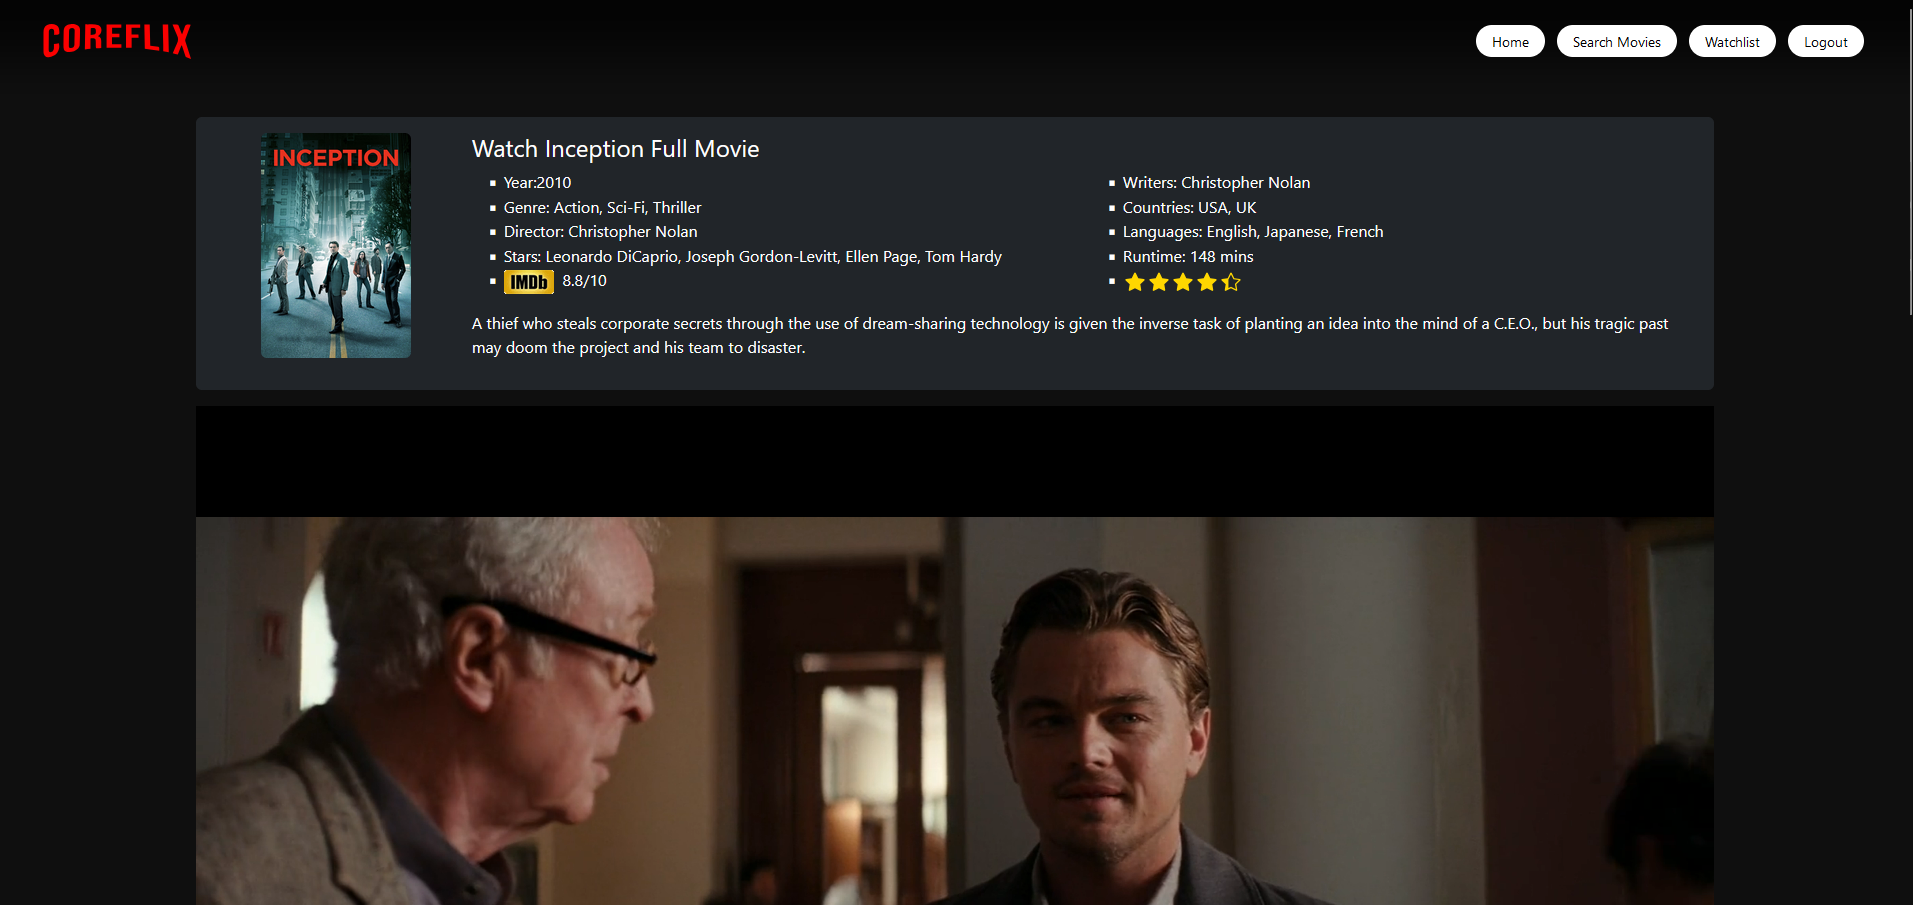 COREFLIX
Home
Search Movies
Watchlist
Logout
INCEPTION
Watch Inception Full Movie
Year:2010
Genre: Action, Sci-Fi, Thriller
Director: Christopher Nolan
Stars: Leonardo DiCaprio, Joseph Gordon-Levitt, Ellen Page, Tom Hardy
IMDb 8.8/10
Writers: Christopher Nolan
Countries: USA, UK
Languages: English, Japanese, French
Runtime: 148 mins
A thief who steals corporate secrets through the use of dream-sharing technology is given the inverse task of planting an idea into the mind of a C.E.O., but his tragic past
may doom the project and his team to disaster.